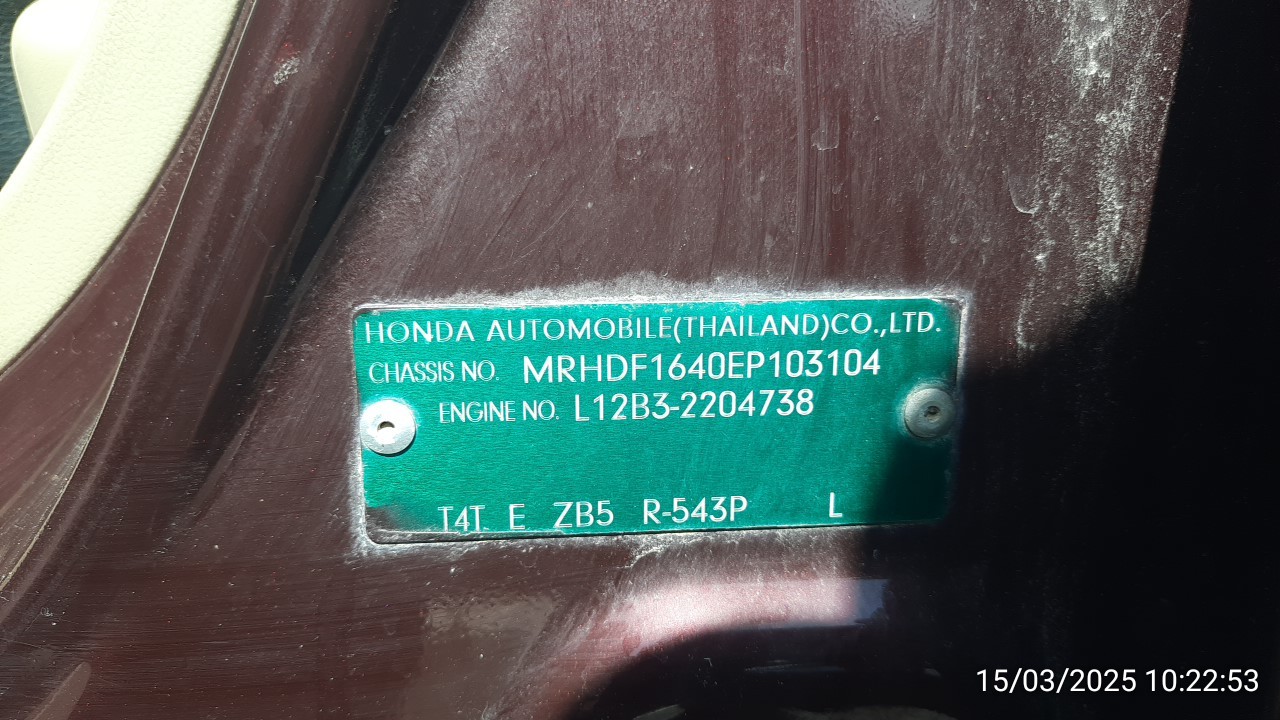 HONDA AUTOMOBILE(THAILAND)CO.,LTD.
CHASSIS NO. MRHDF1640EP103104
ENGINE NO. L12B3-2204738
T4T E ZB5 R-543P L
15/03/2025 10:22:53